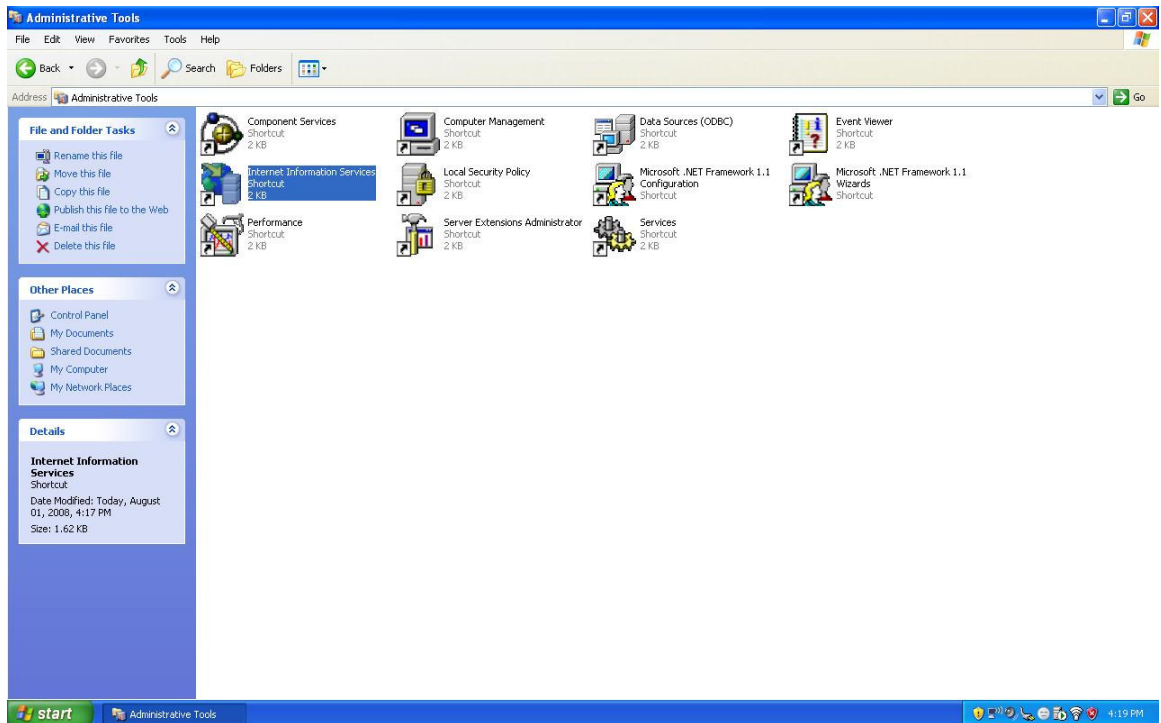 Administrative Tools
File Edit View Favorites Tools Help
Back Search Folders
Address Administrative Tools Go
File and Folder Tasks
Rename this file
Move this file
Copy this file
Publish this file to the Web
E-mail this file
Delete this file
Other Places
Control Panel
My Documents
Shared Documents
My Computer
My Network Places
Details
Internet Information
Services
Shortcut
Date Modified: Today, August
01, 2008, 4:17 PM
Size: 1.62 KB
Component Services
Shortcut
2 KB
Computer Management
Shortcut
2 KB
Data Sources (ODBC)
Shortcut
2 KB
Event Viewer
Shortcut
2 KB
Internet Information Services
Shortcut
2 KB
Local Security Policy
Shortcut
2 KB
Microsoft .NET Framework 1.1
Configuration
Shortcut
Microsoft .NET Framework 1.1
Wizards
Shortcut
Performance
Shortcut
2 KB
Server Extensions Administrator
Shortcut
2 KB
Services
Shortcut
2 KB
start Administrative Tools 4:19 PM